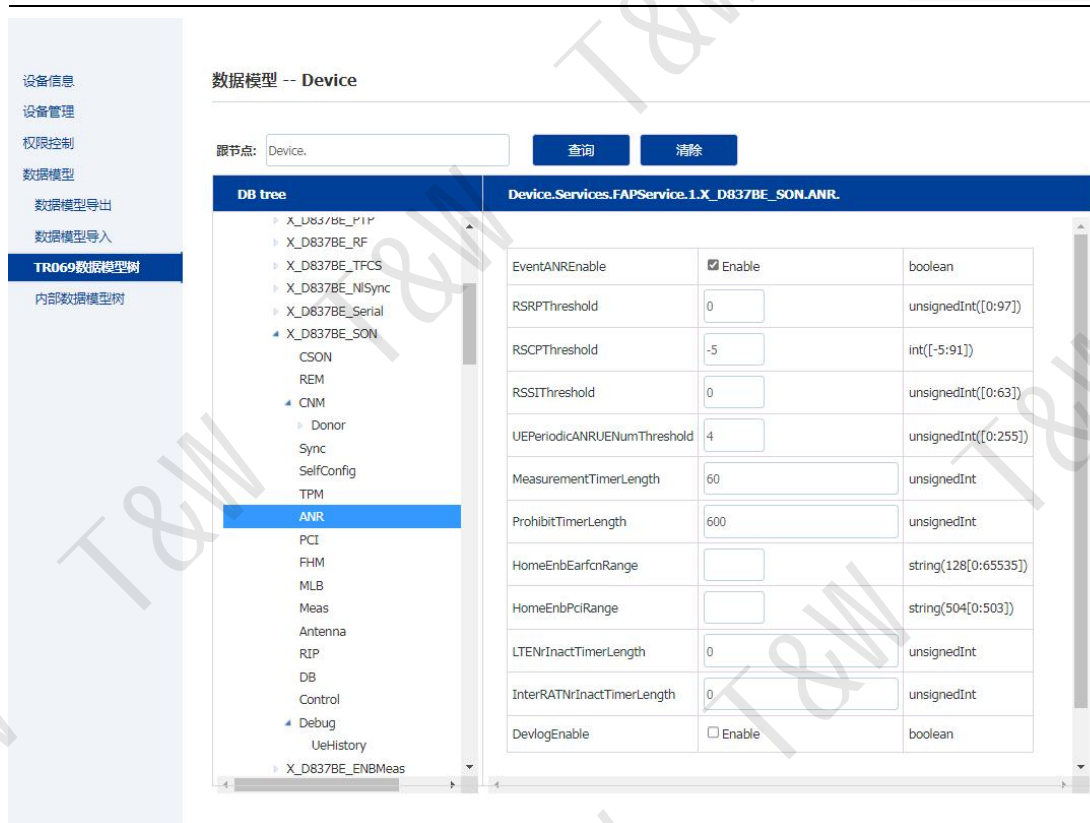 设备信息
设备管理
权限控制
数据模型
数据模型导出
数据模型导入
TR069数据模型树
内部数据模型树
数据模型 -- Device
跟节点: Device. 查询 清除
DB tree
X_D837BE_PTP
X_D837BE_RF
X_D837BE_TFCS
X_D837BE_NlSync
X_D837BE_Serial
X_D837BE_SON
CSON
REM
CNM
Donor
Sync
SelfConfig
TPM
ANR
PCI
FHM
MLB
Meas
Antenna
RIP
DB
Control
Debug
UeHistory
X_D837BE_ENBMeas
Device.Services.FAPService.1.X_D837BE_SON.ANR.
EventANREnable Enable boolean
RSRPThreshold 0 unsignedInt([0:97])
RSCPThreshold -5 int([-5:91])
RSSIThreshold 0 unsignedInt([0:63])
UEPeriodicANRUENumThreshold 4 unsignedInt([0:255])
MeasurementTimerLength 60 unsignedInt
ProhibitTimerLength 600 unsignedInt
HomeEnbEarfcnRange string(128[0:65535])
HomeEnbPciRange string(504[0:503])
LTENrInactTimerLength 0 unsignedInt
InterRATNrInactTimerLength 0 unsignedInt
DevlogEnable Enable boolean
T&W
T&W
T&W
T&W
T&W